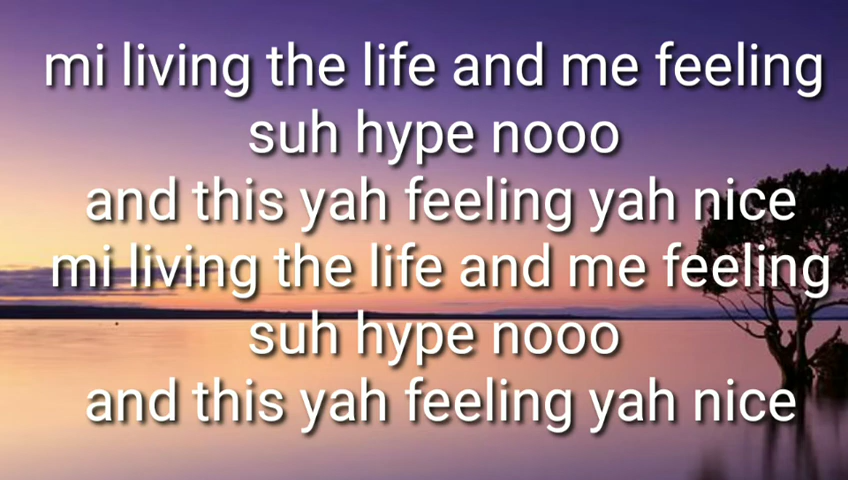 mi living the life and me feeling
suh hype nooo
and this yah feeling yah nice
mi living the life and me feeling
suh hype nooo
and this yah feeling yah nice